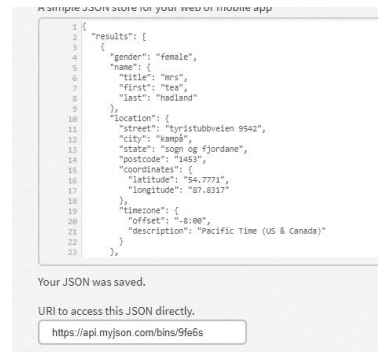 A simple JSON store for your web or mobile app
1 {
2 "results": [
3 {
4 "gender": "female",
5 "name": {
6 "title": "mrs",
7 "first": "tea",
8 "last": "hadland"
9 },
10 "location": {
11 "street": "tyristubbveien 9542",
12 "city": "kampå",
13 "state": "sogn og fjordane",
14 "postcode": "1453",
15 "coordinates": {
16 "latitude": "54.7771",
17 "longitude": "87.8317"
18 },
19 "timezone": {
20 "offset": "-8:00",
21 "description": "Pacific Time (US & Canada)"
22 }
23 },
Your JSON was saved.
URI to access this JSON directly.
https://api.myjson.com/bins/9fe6s